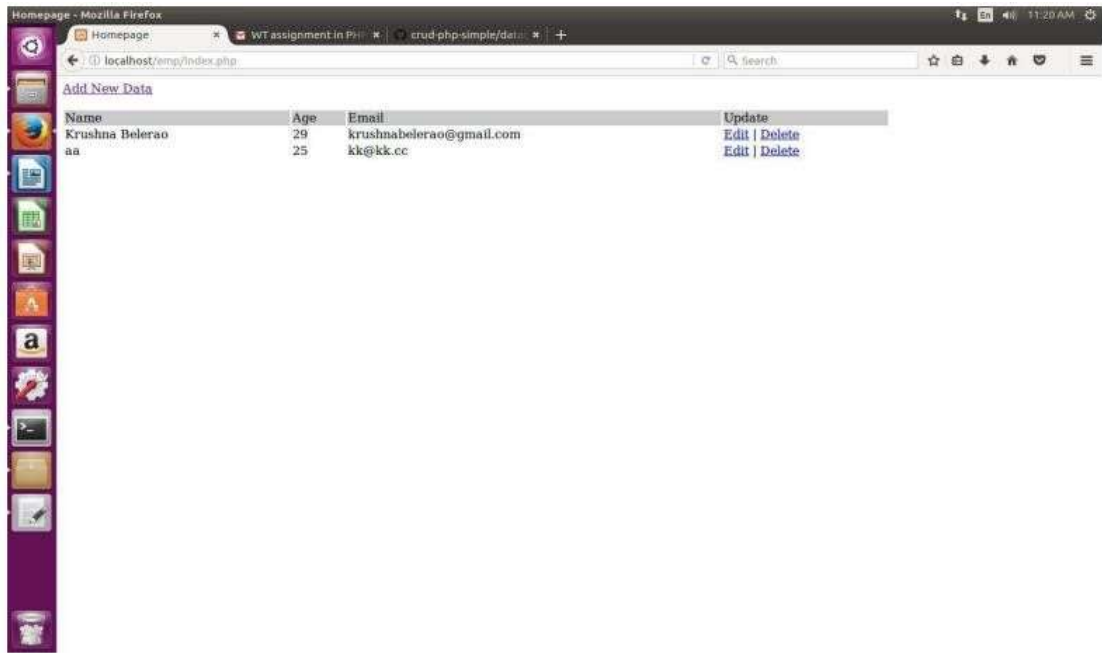 Homepage - Mozilla Firefox
En
11:20 AM
Homepage
WT assignment in PH
crud-php-simple/data
localhost/emp/index.php
Search
Add New Data
Name Age Email Update
Krushna Belerao 29 krushnabelerao@gmail.com Edit | Delete
aa 25 kk@kk.cc Edit | Delete
a